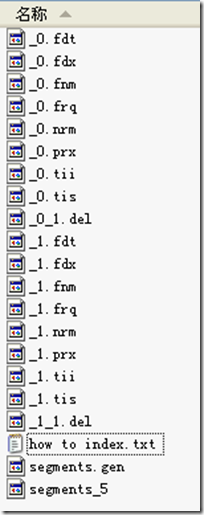 名称
_0.fdt
_0.fdx
_0.fnm
_0.frq
_0.nrm
_0.prx
_0.tii
_0.tis
_0_1.del
_1.fdt
_1.fdx
_1.fnm
_1.frq
_1.nrm
_1.prx
_1.tii
_1.tis
_1_1.del
how to index.txt
segments.gen
segments_5